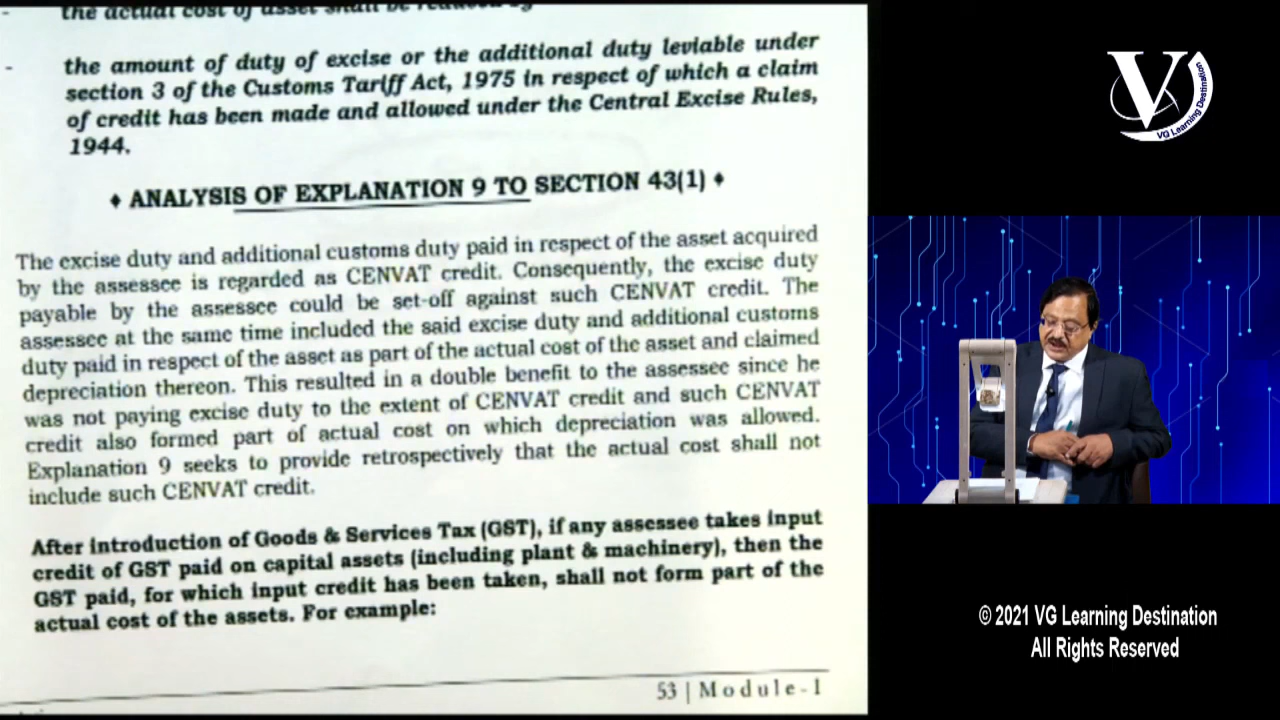 the actual cost of asset shall be reduced by
the amount of duty of excise or the additional duty leviable under
section 3 of the Customs Tariff Act, 1975 in respect of which a claim
of credit has been made and allowed under the Central Excise Rules,
1944.
♦ ANALYSIS OF EXPLANATION 9 TO SECTION 43(1) ♦
The excise duty and additional customs duty paid in respect of the asset acquired
by the assessee is regarded as CENVAT credit. Consequently, the excise duty
payable by the assessee could be set-off against such CENVAT credit. The
assessee at the same time included the said excise duty and additional customs
duty paid in respect of the asset as part of the actual cost of the asset and claimed
depreciation thereon. This resulted in a double benefit to the assessee since he
was not paying excise duty to the extent of CENVAT credit and such CENVAT
credit also formed part of actual cost on which depreciation was allowed.
Explanation 9 seeks to provide retrospectively that the actual cost shall not
include such CENVAT credit.
After introduction of Goods & Services Tax (GST), if any assessee takes input
credit of GST paid on capital assets (including plant & machinery), then the
GST paid, for which input credit has been taken, shall not form part of the
actual cost of the assets. For example:
53 | Module-I
V
VG Learning Destination
© 2021 VG Learning Destination
All Rights Reserved